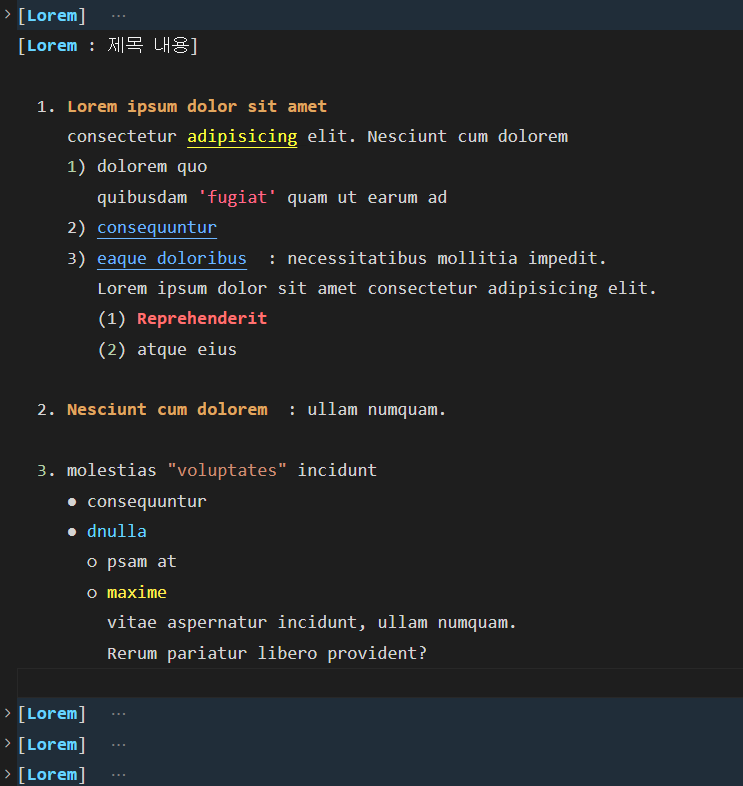 [Lorem] ...
[Lorem : 제목 내용]
1. Lorem ipsum dolor sit amet
consectetur adipisicing elit. Nesciunt cum dolorem
1) dolorem quo
quibusdam 'fugiat' quam ut earum ad
2) consequuntur
3) eaque doloribus : necessitatibus mollitia impedit.
Lorem ipsum dolor sit amet consectetur adipisicing elit.
(1) Reprehenderit
(2) atque eius
2. Nesciunt cum dolorem : ullam numquam.
3. molestias "voluptates" incidunt
● consequuntur
● dnulla
○ psam at
○ maxime
vitae aspernatur incidunt, ullam numquam.
Rerum pariatur libero provident?
[Lorem] ...
[Lorem] ...
[Lorem] ...